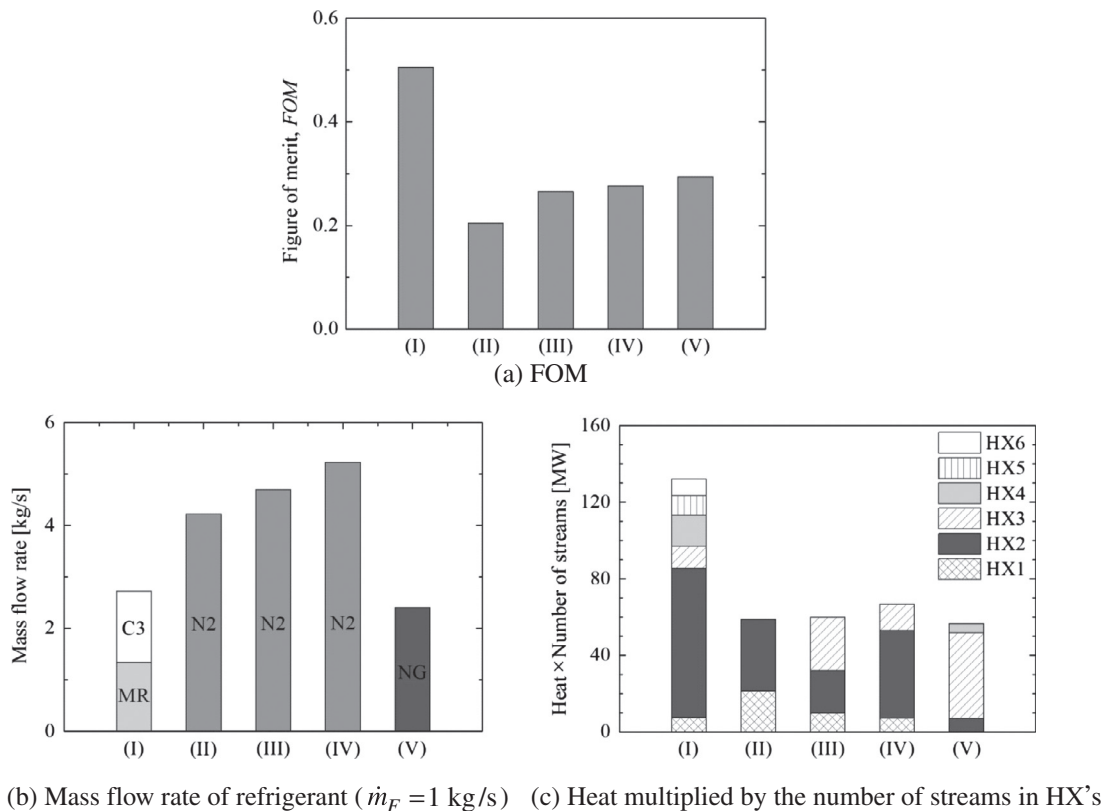 0.6
0.4
0.2
0.0
Figure of merit, FOM
(I) (II) (III) (IV) (V)
(a) FOM
6
4
2
0
Mass flow rate [kg/s]
C3
MR
N2
N2
N2
NG
(I) (II) (III) (IV) (V)
(b) Mass flow rate of refrigerant (ṁ_F = 1 kg/s)
160
120
80
40
0
Heat × Number of streams [MW]
HX6
HX5
HX4
HX3
HX2
HX1
(I) (II) (III) (IV) (V)
(c) Heat multiplied by the number of streams in HX's